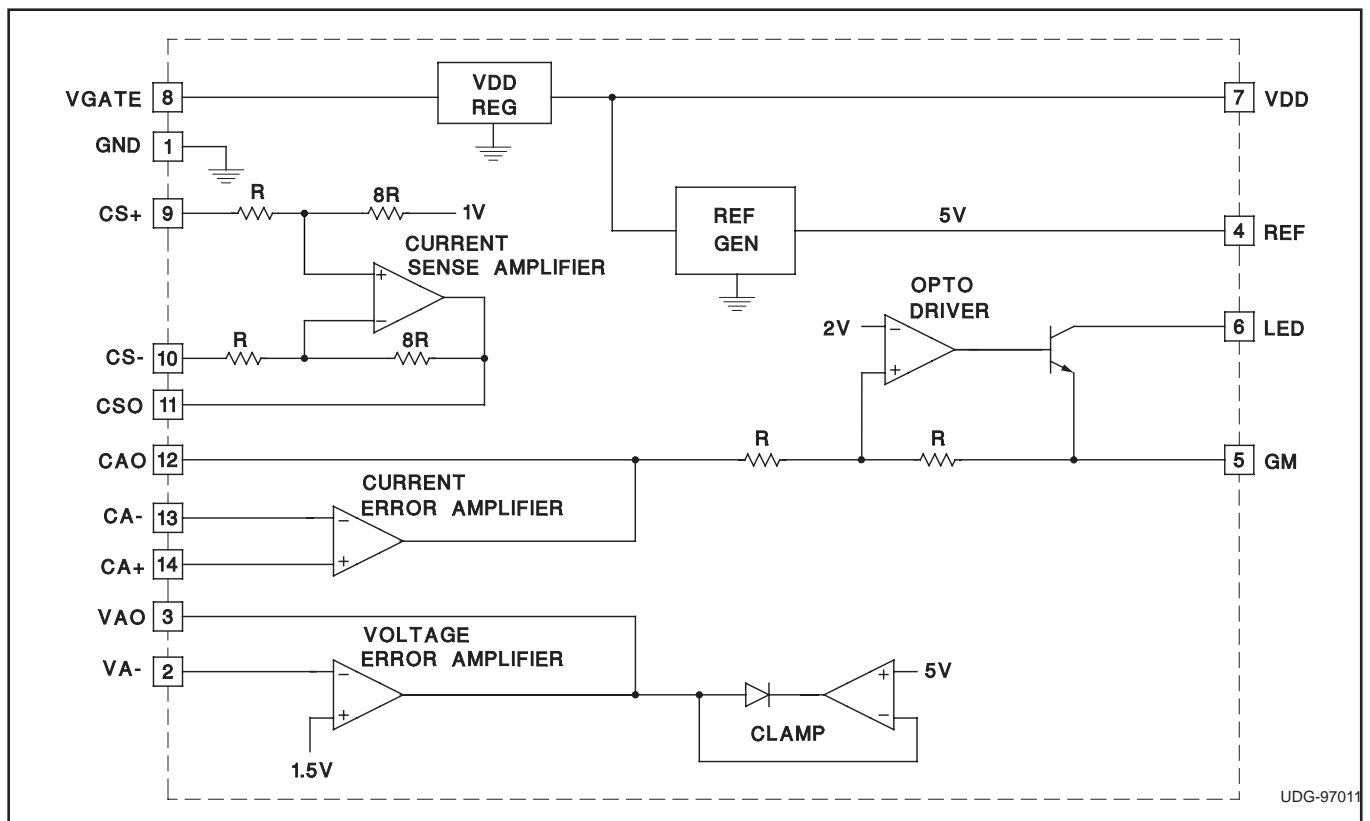 VDD
REG
VGATE 8
7 VDD
GND 1
R
8R
CS+ 9
1V
REF
GEN
5V
4 REF
CURRENT
SENSE AMPLIFIER
+
-
OPTO
DRIVER
2V
-
+
6 LED
R
8R
CS- 10
CSO 11
R
R
CAO 12
5 GM
CURRENT
ERROR AMPLIFIER
CA- 13
-
CA+ 14
+
VAO 3
VOLTAGE
ERROR AMPLIFIER
VA- 2
-
+
+
5V
-
CLAMP
1.5V
UDG-97011